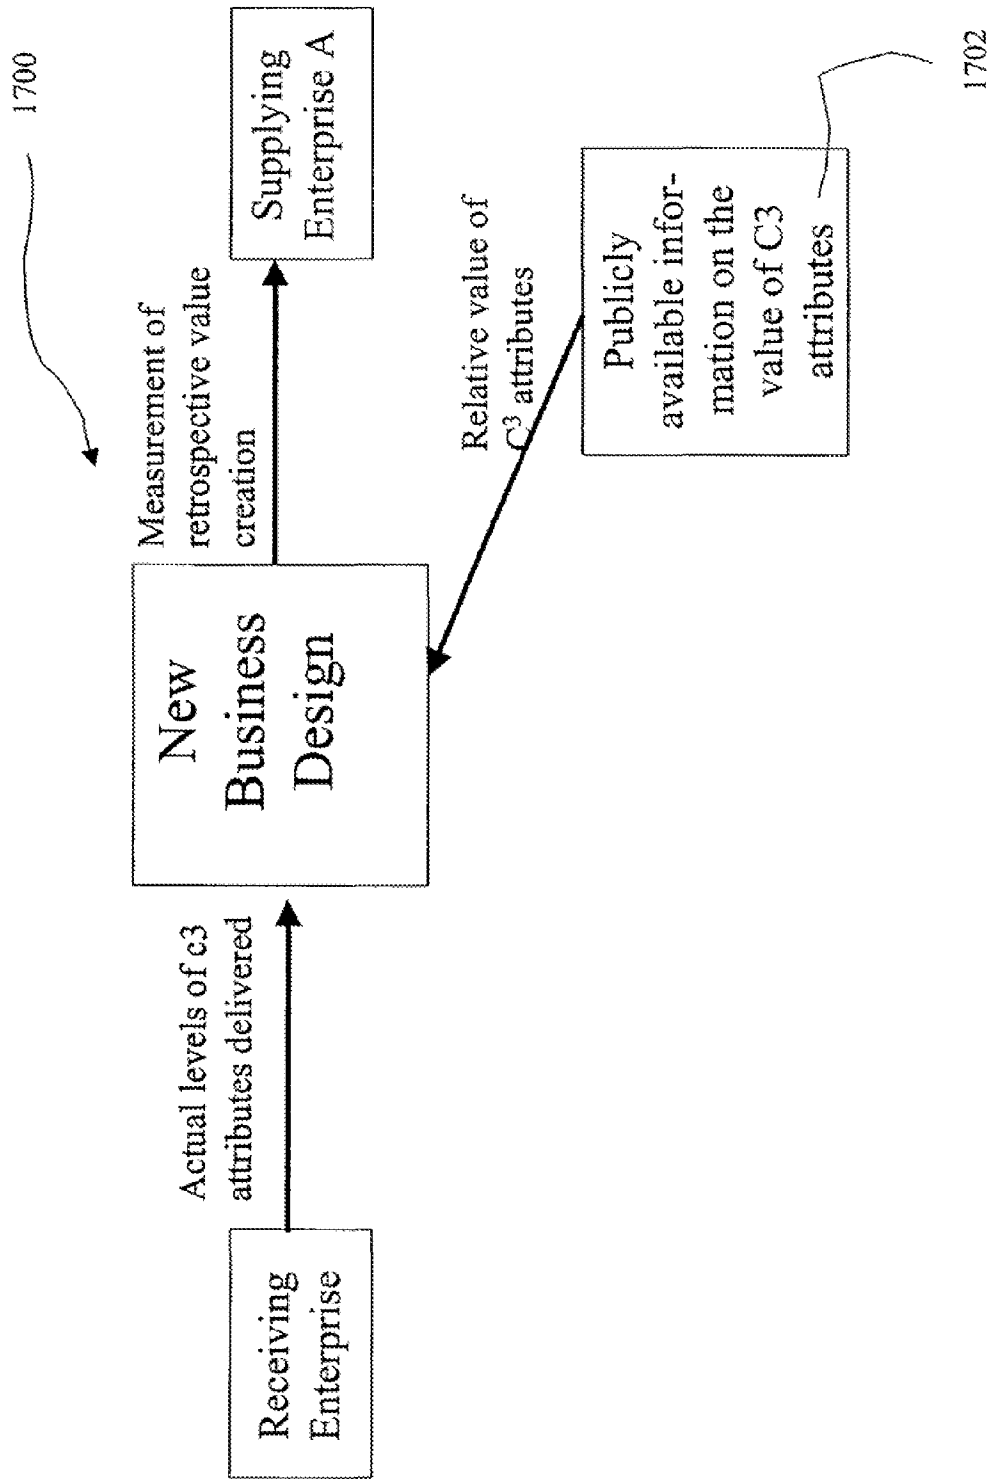 1700
Receiving
Enterprise
Actual levels of c3
attributes delivered
New
Business
Design
Measurement of
retrospective value
creation
Supplying
Enterprise A
Relative value of
C³ attributes
Publicly
available infor-
mation on the
value of C3
attributes
1702